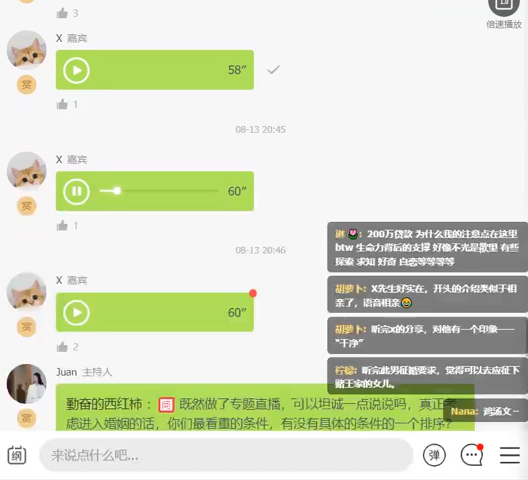 倍速播放
3
X 嘉宾
58"
赏
1
08-13 20:45
X 嘉宾
60"
赏
1
08-13 20:46
X 嘉宾
60"
赏
2
Juan 主持人
勤奋的西红柿： 问 既然做了专题直播，可以坦诚一点说说吗，真正考
虑进入婚姻的话，你们最看重的条件，有没有具体的条件的一个排序？
赏
琳🌷：200万贷款 为什么我的注意点在这里
btw 生命力背后的支撑 好像不光是欲望 有些
探索 求知 好奇 自恋等等等等
胡萝卜：X先生好实在，开头的介绍类似于相
亲了，语音相亲😂
胡萝卜：听完x的分享，对他有一个印象——
“干净”
柠檬：听完此男征婚要求，觉得可以去应征下
赌王家的女儿。
Nana：鸿涵文~
纲
来说点什么吧...
弹